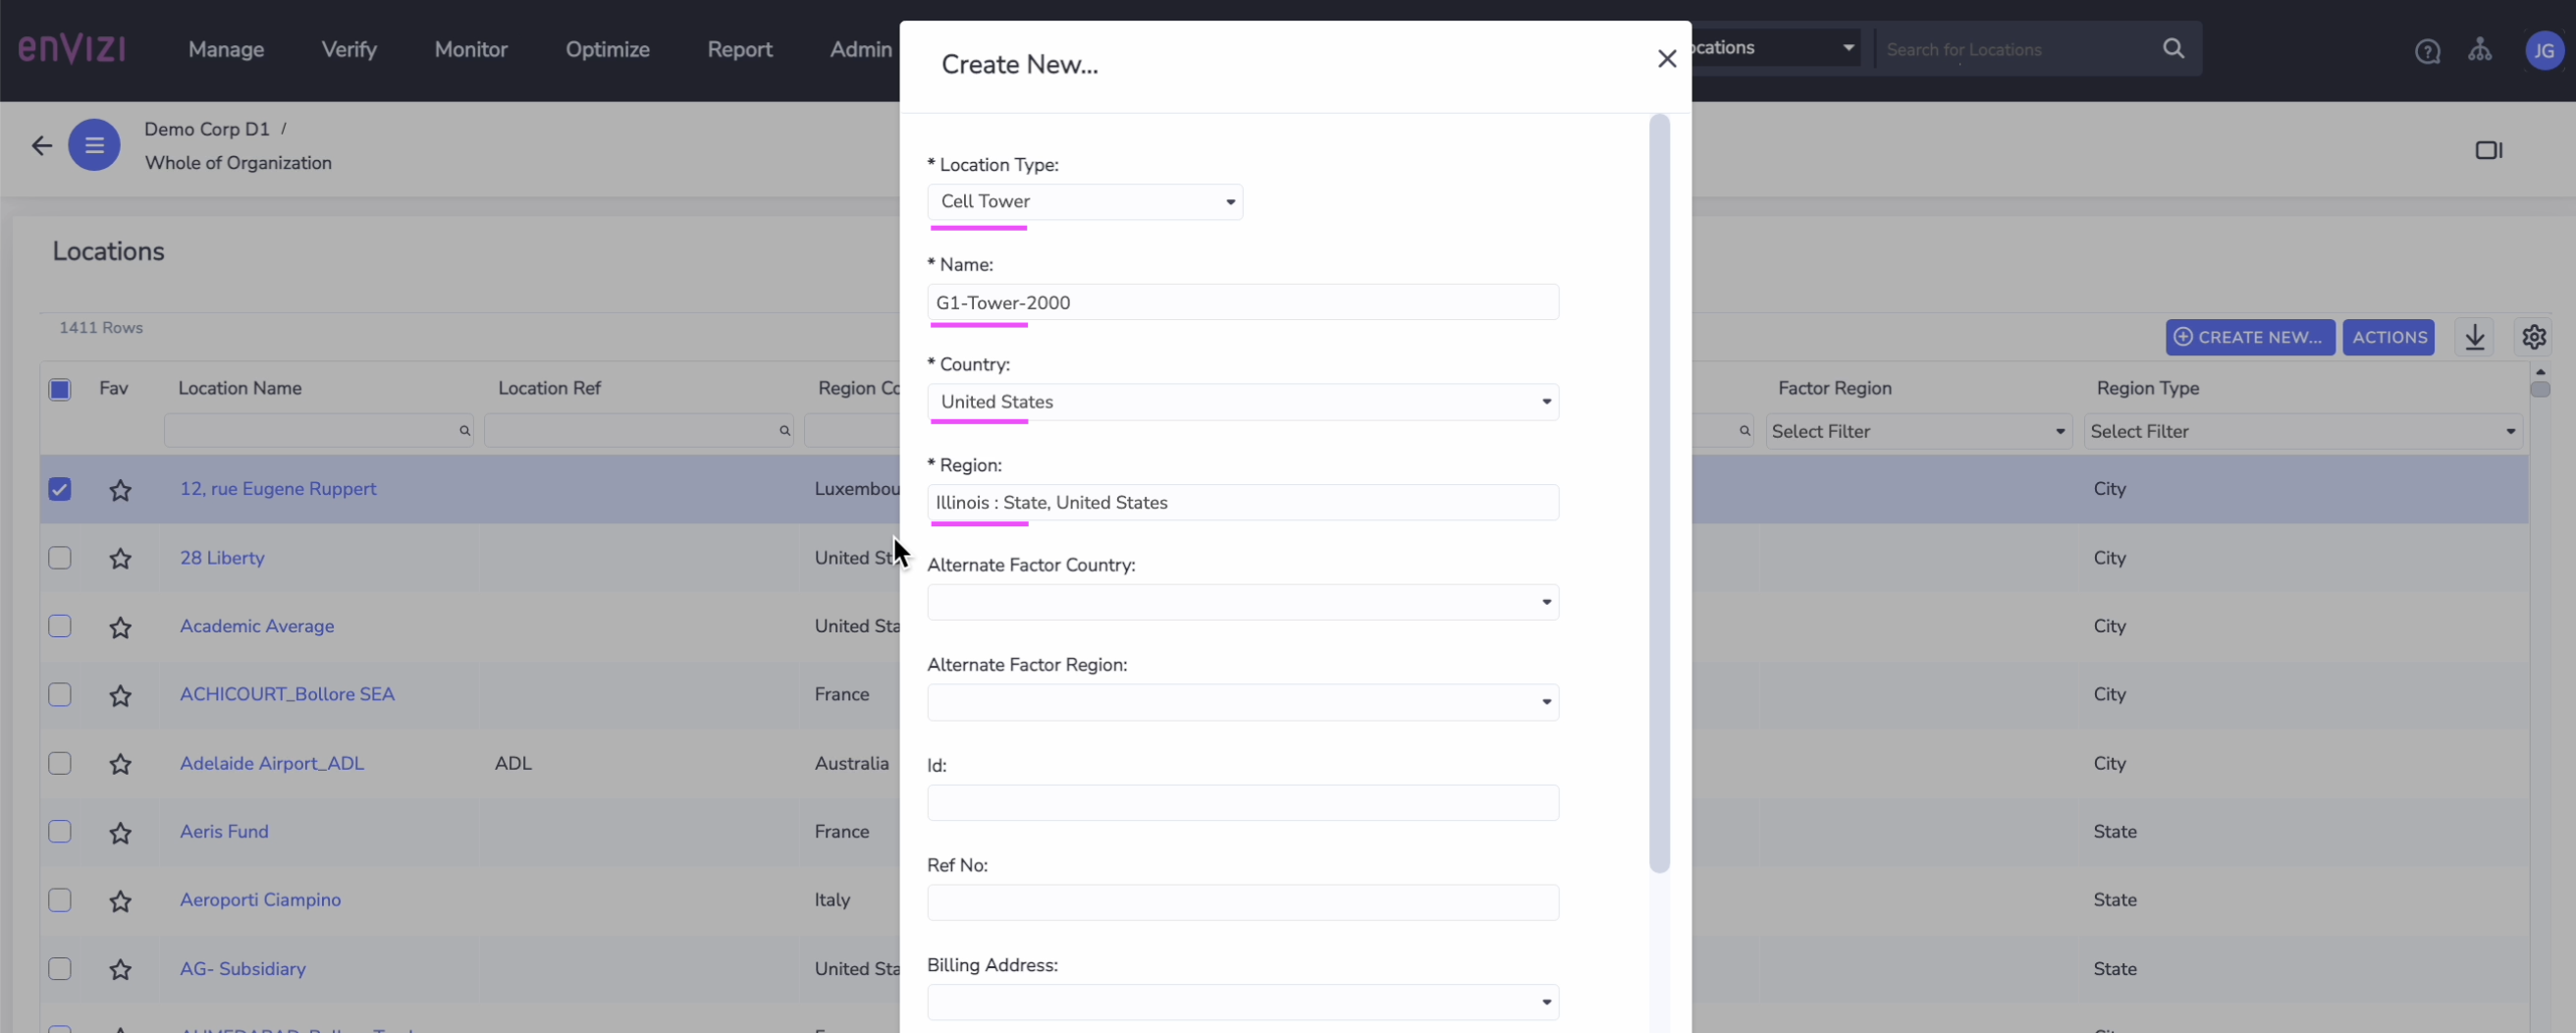 enVIZI Manage Verify Monitor Optimize Report Admin
ocations Search for Locations JG
Demo Corp D1 /
Whole of Organization
Locations
1411 Rows
CREATE NEW... ACTIONS
Fav Location Name Location Ref Region Co Factor Region Region Type
Select Filter Select Filter
12, rue Eugene Ruppert Luxembou City
28 Liberty United St City
Academic Average United Sta City
ACHICOURT_Bollore SEA France City
Adelaide Airport_ADL ADL Australia City
Aeris Fund France State
Aeroporti Ciampino Italy State
AG- Subsidiary United Sta State
Create New...
* Location Type:
Cell Tower
* Name:
G1-Tower-2000
* Country:
United States
* Region:
Illinois : State, United States
Alternate Factor Country:
Alternate Factor Region:
Id:
Ref No:
Billing Address: